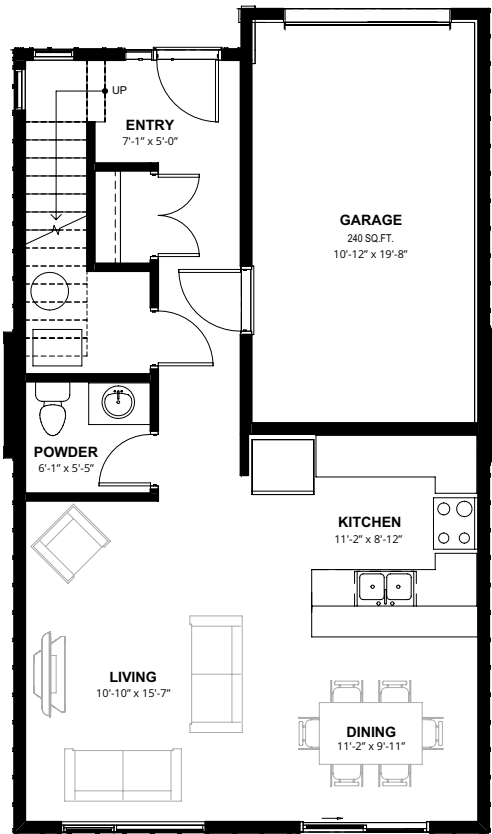 UP
ENTRY
7'-1" x 5'-0"
GARAGE
240 SQ.FT.
10'-12" x 19'-8"
POWDER
6'-1" x 5'-5"
KITCHEN
11'-2" x 8'-12"
LIVING
10'-10" x 15'-7"
DINING
11'-2" x 9'-11"